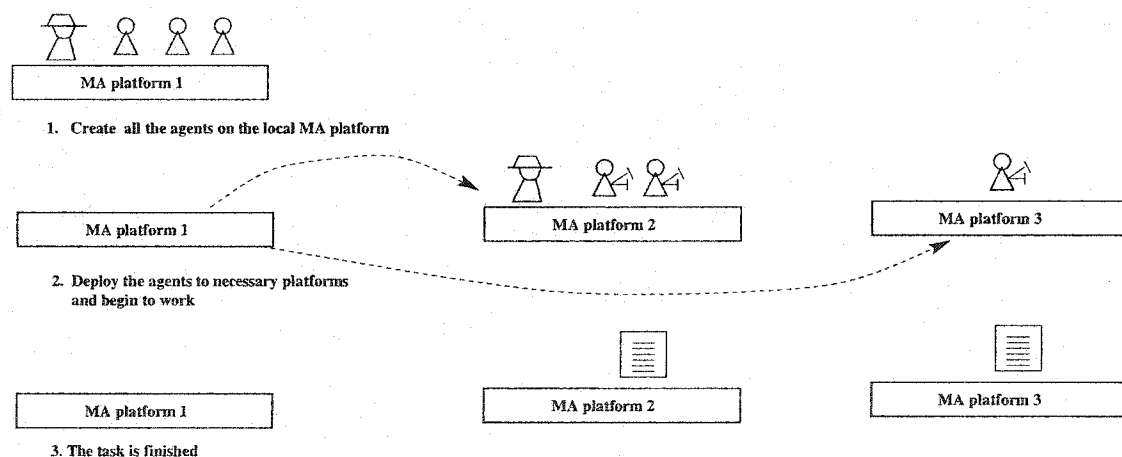 MA platform 1
1. Create all the agents on the local MA platform
MA platform 1
MA platform 2
MA platform 3
2. Deploy the agents to necessary platforms
and begin to work
MA platform 1
MA platform 2
MA platform 3
3. The task is finished